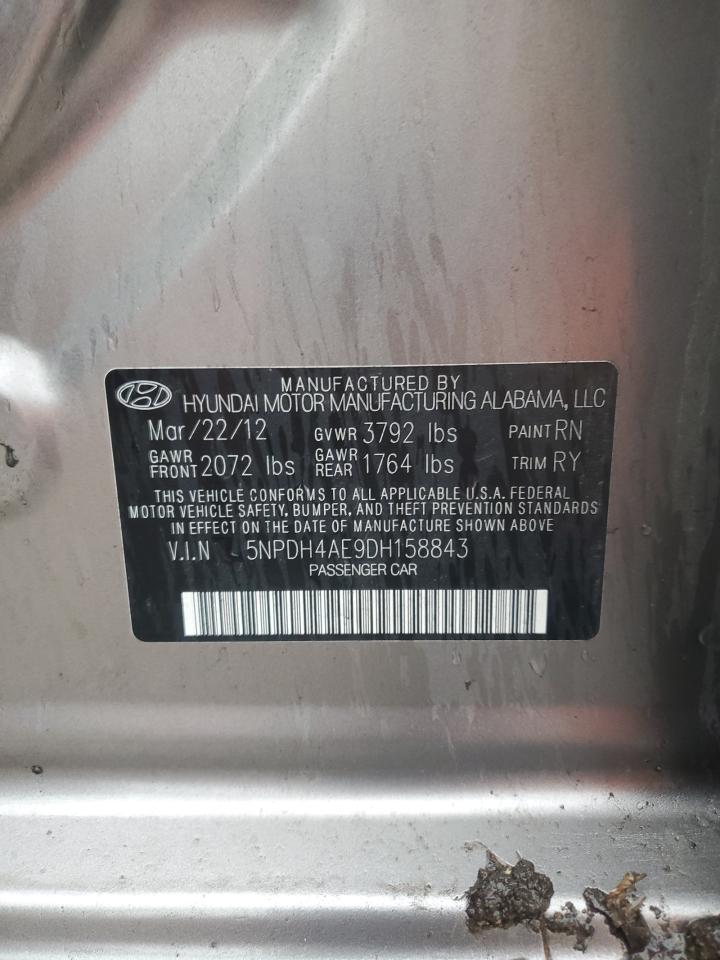 MANUFACTURED BY
HYUNDAI MOTOR MANUFACTURING ALABAMA, LLC
Mar/22/12 GVWR 3792 lbs PAINT RN
GAWR FRONT 2072 lbs GAWR REAR 1764 lbs TRIM RY
THIS VEHICLE CONFORMS TO ALL APPLICABLE U.S.A. FEDERAL
MOTOR VEHICLE SAFETY, BUMPER, AND THEFT PREVENTION STANDARDS
IN EFFECT ON THE DATE OF MANUFACTURE SHOWN ABOVE
V.I.N 5NPDH4AE9DH158843
PASSENGER CAR